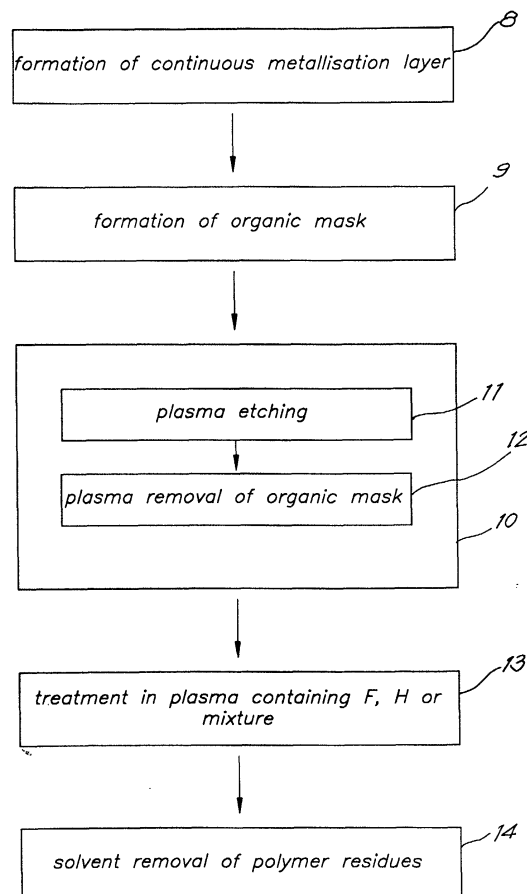 8
formation of continuous metallisation layer
9
formation of organic mask
11
plasma etching
12
plasma removal of organic mask
10
13
treatment in plasma containing F, H or
mixture
14
solvent removal of polymer residues